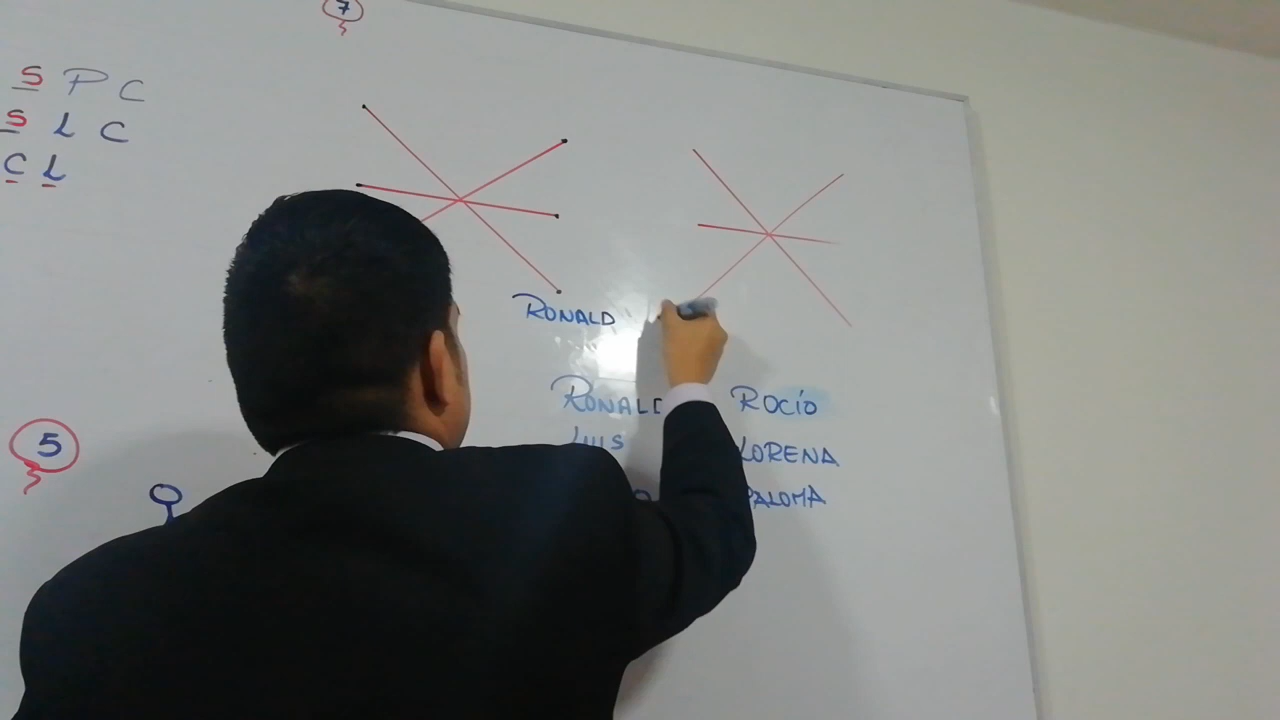 7
S P C
S L C
C L
RONALD
RONALD ROCÍO
LUIS LORENA
PALOMA
5